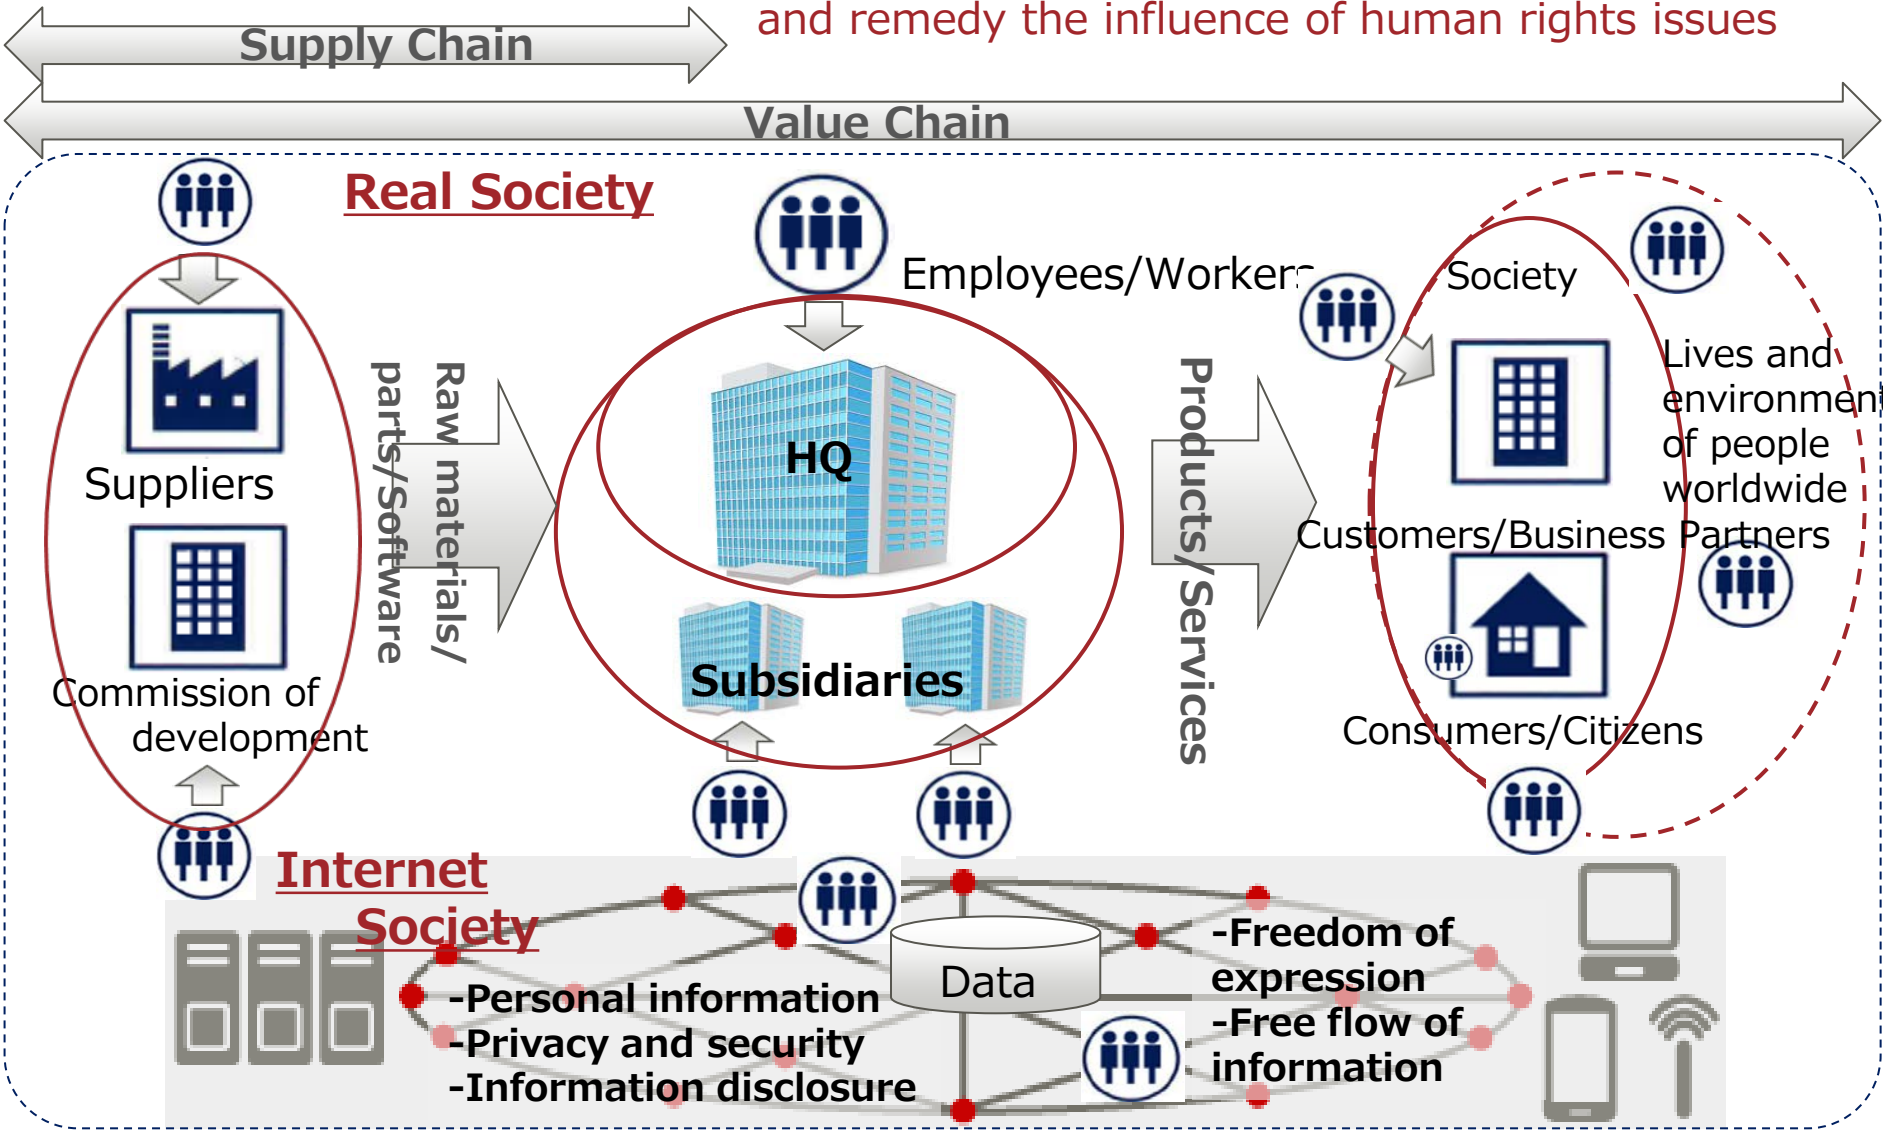 and remedy the influence of human rights issues
Supply Chain
Value Chain
Real Society
Employees/Workers
Society
Suppliers
Commission of
development
Raw materials/
parts/Software
HQ
Subsidiaries
Products/Services
Lives and
environment
of people
worldwide
Customers/Business Partners
Consumers/Citizens
Internet
Society
Data
-Personal information
-Privacy and security
-Information disclosure
-Freedom of
expression
-Free flow of
information